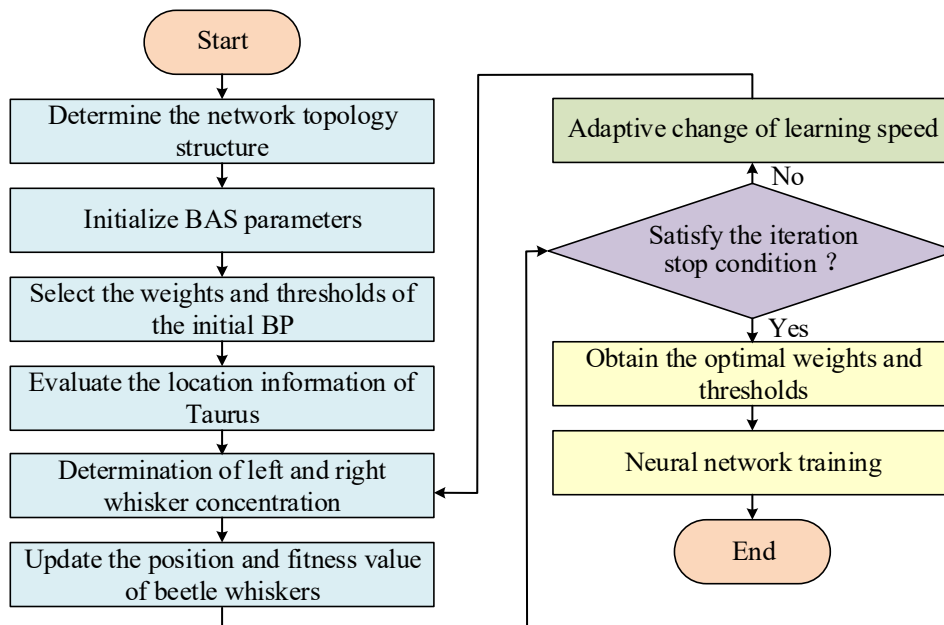 Start
Determine the network topology
structure
Initialize BAS parameters
Select the weights and thresholds of
the initial BP
Evaluate the location information of
Taurus
Determination of left and right
whisker concentration
Update the position and fitness value
of beetle whiskers
Adaptive change of learning speed
No
Satisfy the iteration
stop condition ?
Yes
Obtain the optimal weights and
thresholds
Neural network training
End